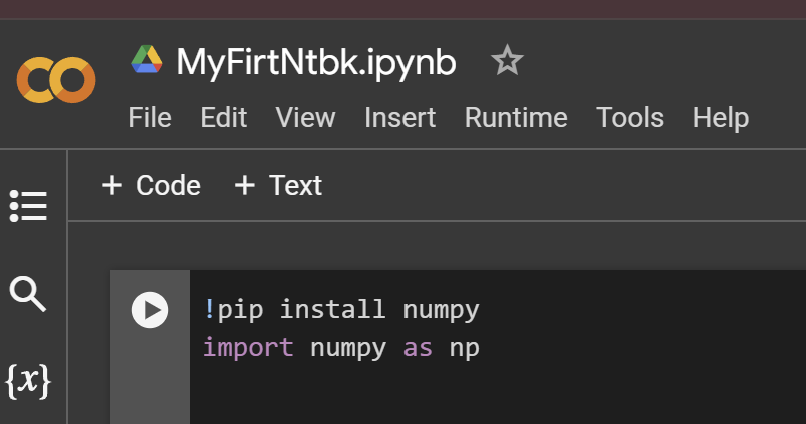 MyFirtNtbk.ipynb
File Edit View Insert Runtime Tools Help
+ Code + Text
{x}
!pip install numpy
import numpy as np